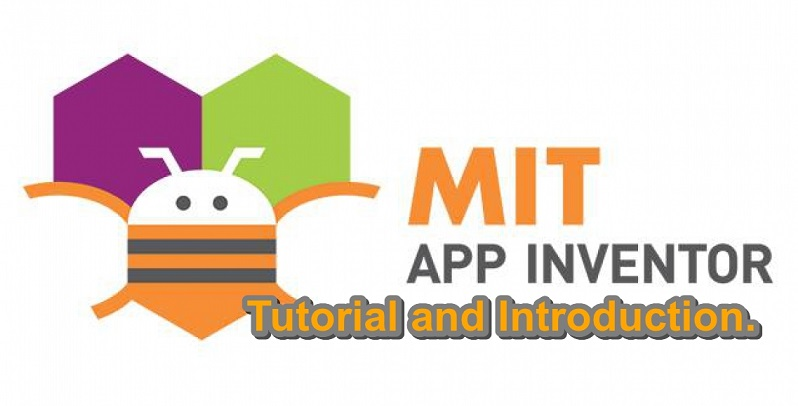 MIT
APP INVENTOR
Tutorial and Introduction.